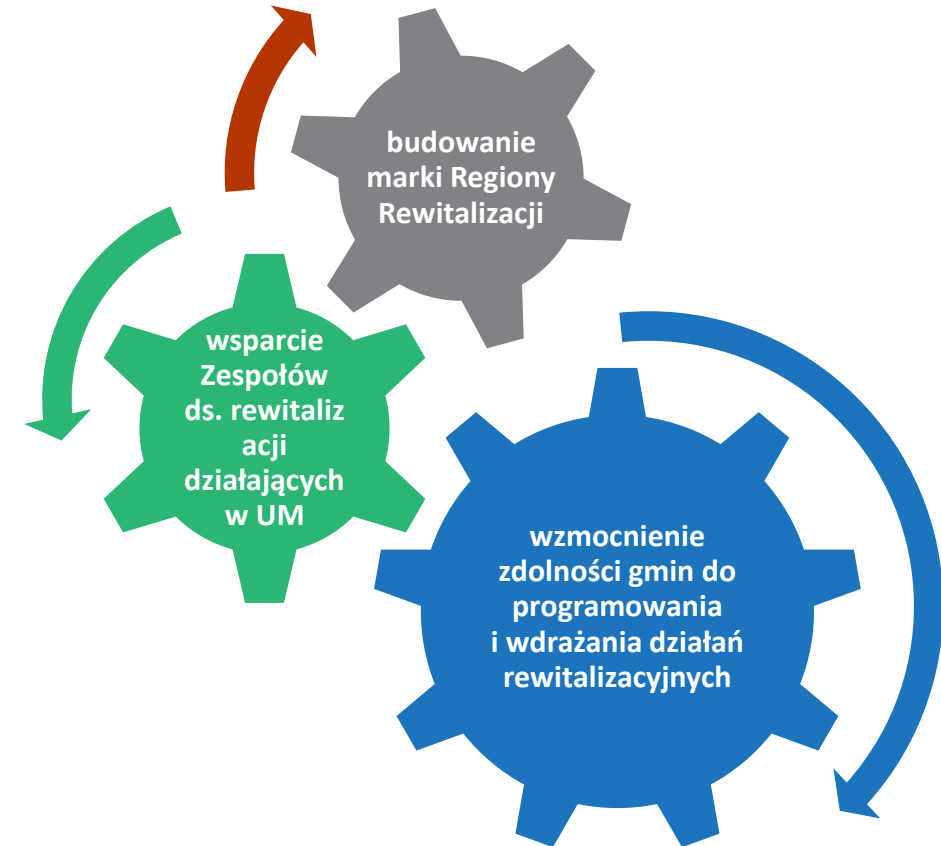 budowanie
marki Regiony
Rewitalizacji
wsparcie
Zespołów
ds. rewitaliz
acji
działających
w UM
wzmocnienie
zdolności gmin do
programowania
i wdrażania działań
rewitalizacyjnych